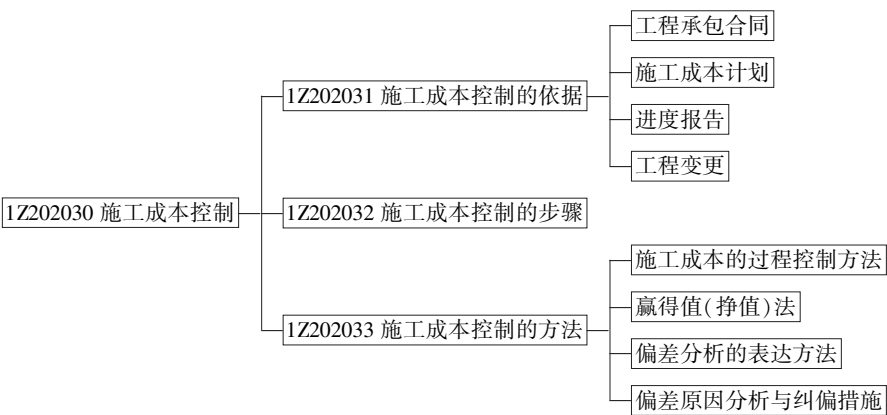 1Z202030 施工成本控制
1Z202031 施工成本控制的依据
工程承包合同
施工成本计划
进度报告
工程变更
1Z202032 施工成本控制的步骤
1Z202033 施工成本控制的方法
施工成本的过程控制方法
赢得值(挣值)法
偏差分析的表达方法
偏差原因分析与纠偏措施